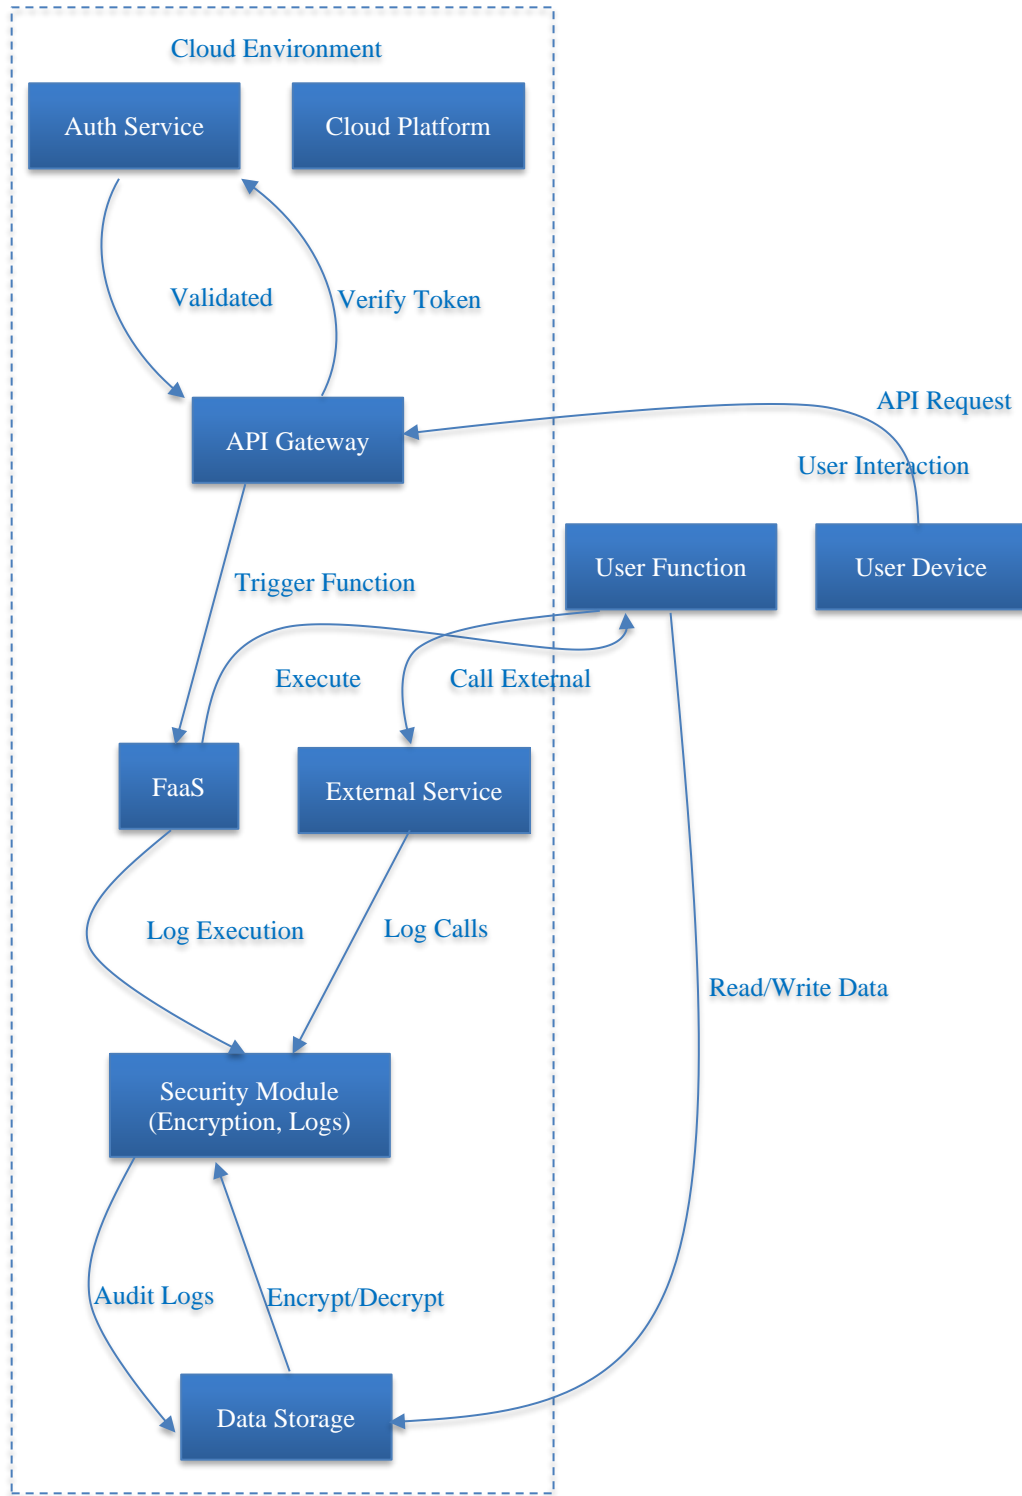 Cloud Environment
Auth Service
Cloud Platform
Validated
Verify Token
API Request
API Gateway
User Interaction
User Function
User Device
Trigger Function
Execute
Call External
FaaS
External Service
Log Execution
Log Calls
Read/Write Data
Security Module
(Encryption, Logs)
Audit Logs
Encrypt/Decrypt
Data Storage